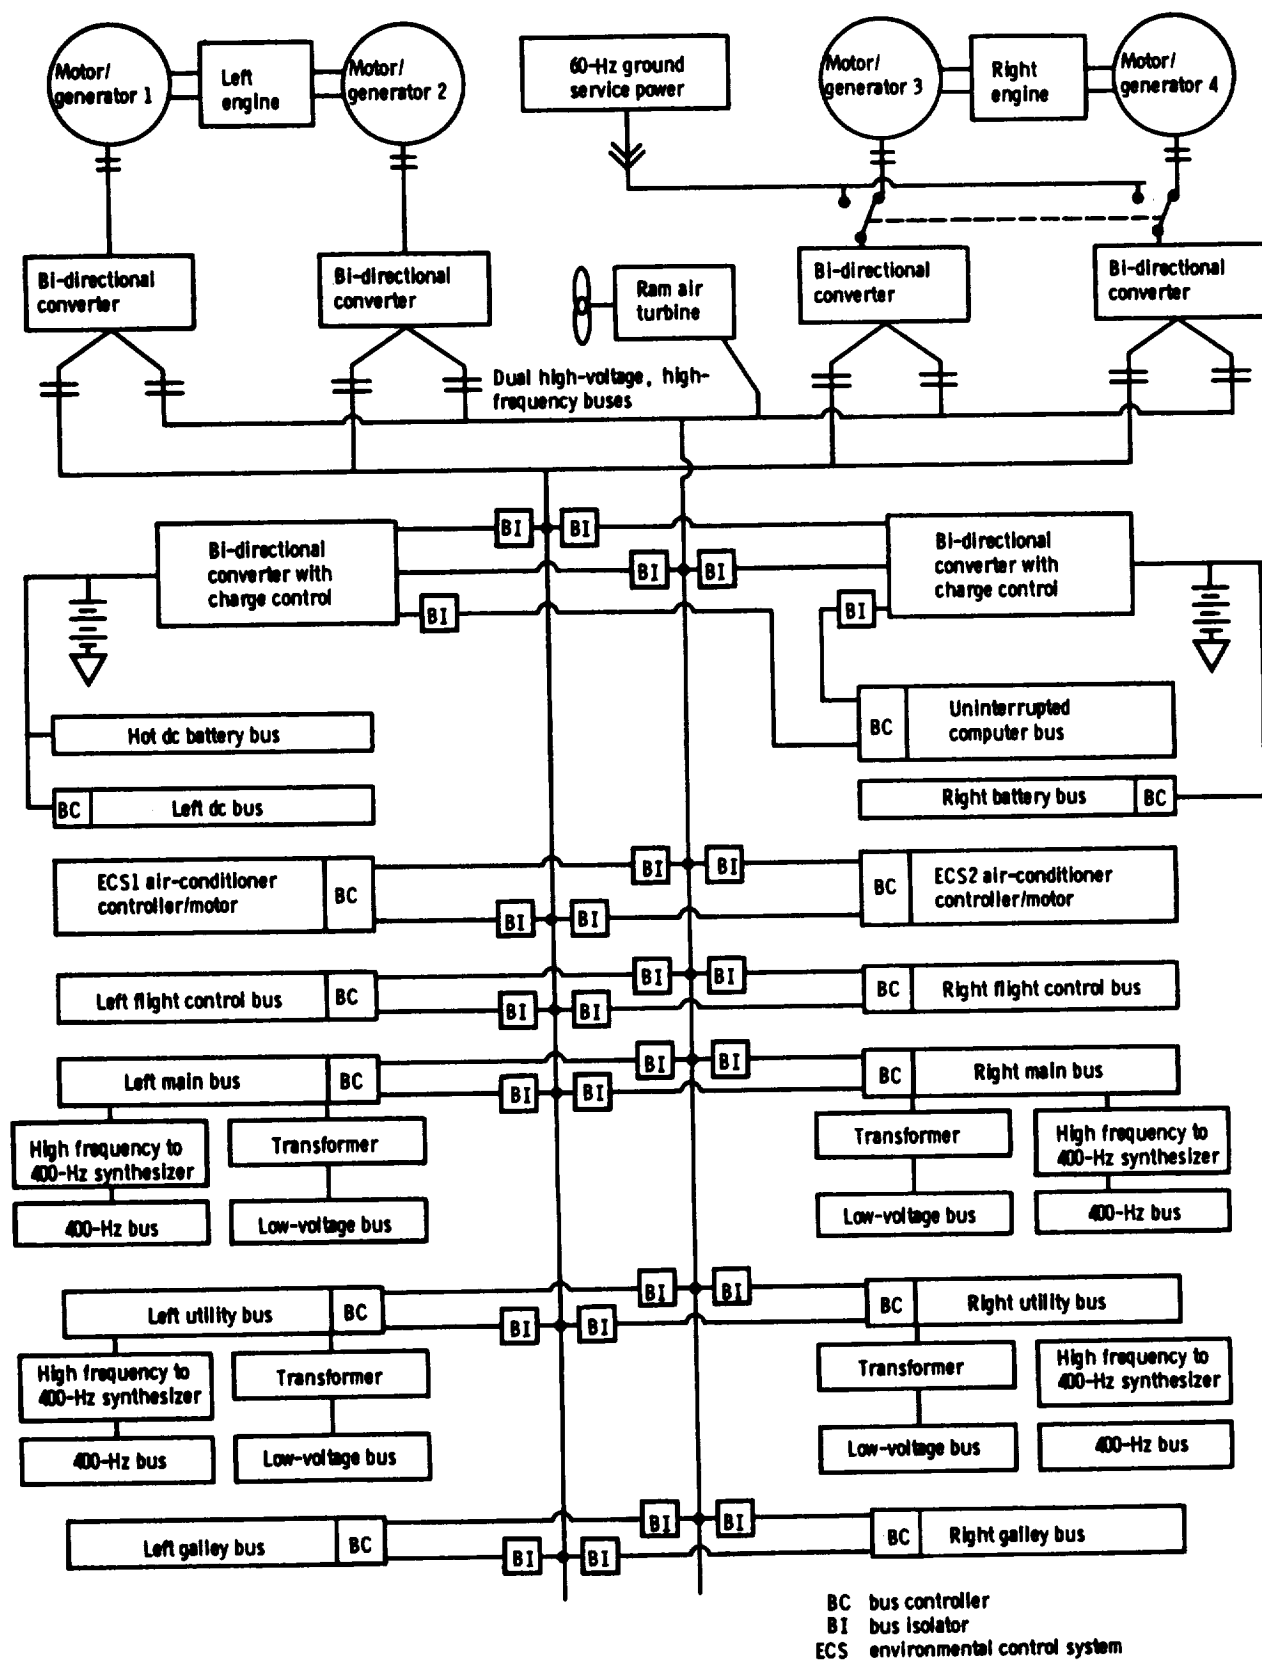 Motor/
generator 1
Left
engine
Motor/
generator 2
60-Hz ground
service power
Motor/
generator 3
Right
engine
Motor/
generator 4
Bi-directional
converter
Bi-directional
converter
Ram air
turbine
Bi-directional
converter
Bi-directional
converter
Dual high-voltage, high-
frequency buses
BI
BI
Bi-directional
converter with
charge control
BI
BI
Bi-directional
converter with
charge control
BI
BI
Hot dc battery bus
BC
Uninterrupted
computer bus
BC
Left dc bus
Right battery bus
BC
ECS1 air-conditioner
controller/motor
BC
BI
BI
BI
BI
BC
ECS2 air-conditioner
controller/motor
Left flight control bus
BC
BI
BI
BI
BI
BC
Right flight control bus
Left main bus
BC
BI
BI
BI
BI
BC
Right main bus
High frequency to
400-Hz synthesizer
Transformer
Transformer
High frequency to
400-Hz synthesizer
400-Hz bus
Low-voltage bus
Low-voltage bus
400-Hz bus
Left utility bus
BC
BI
BI
BI
BI
BC
Right utility bus
High frequency to
400-Hz synthesizer
Transformer
Transformer
High frequency to
400-Hz synthesizer
400-Hz bus
Low-voltage bus
Low-voltage bus
400-Hz bus
Left galley bus
BC
BI
BI
BI
BI
BC
Right galley bus
BC bus controller
BI bus isolator
ECS environmental control system